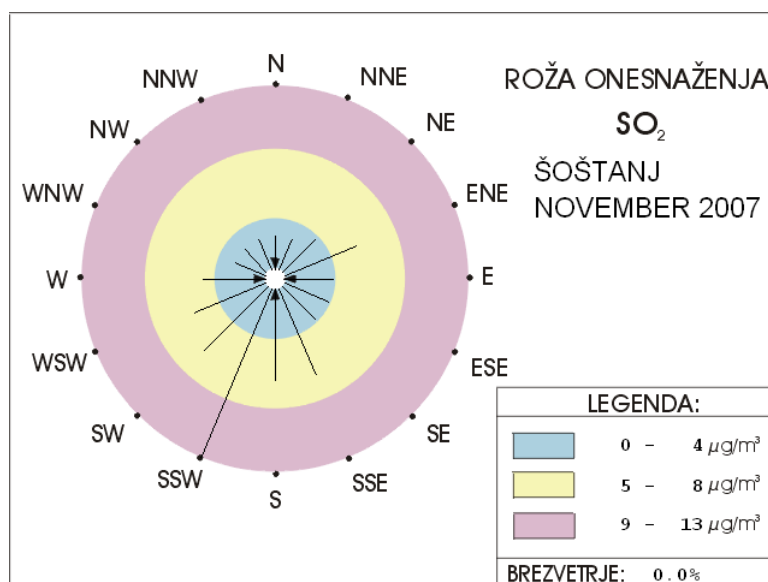 ROŽA ONESNAŽENJA
SO₂
ŠOŠTANJ
NOVEMBER 2007
N
NNW
NNE
NW
NE
WNW
ENE
W
E
WSW
ESE
SW
SE
SSW
SSE
S
LEGENDA:
0 - 4 µg/m³
5 - 8 µg/m³
9 - 13 µg/m³
BREZVETRJE: 0.0%